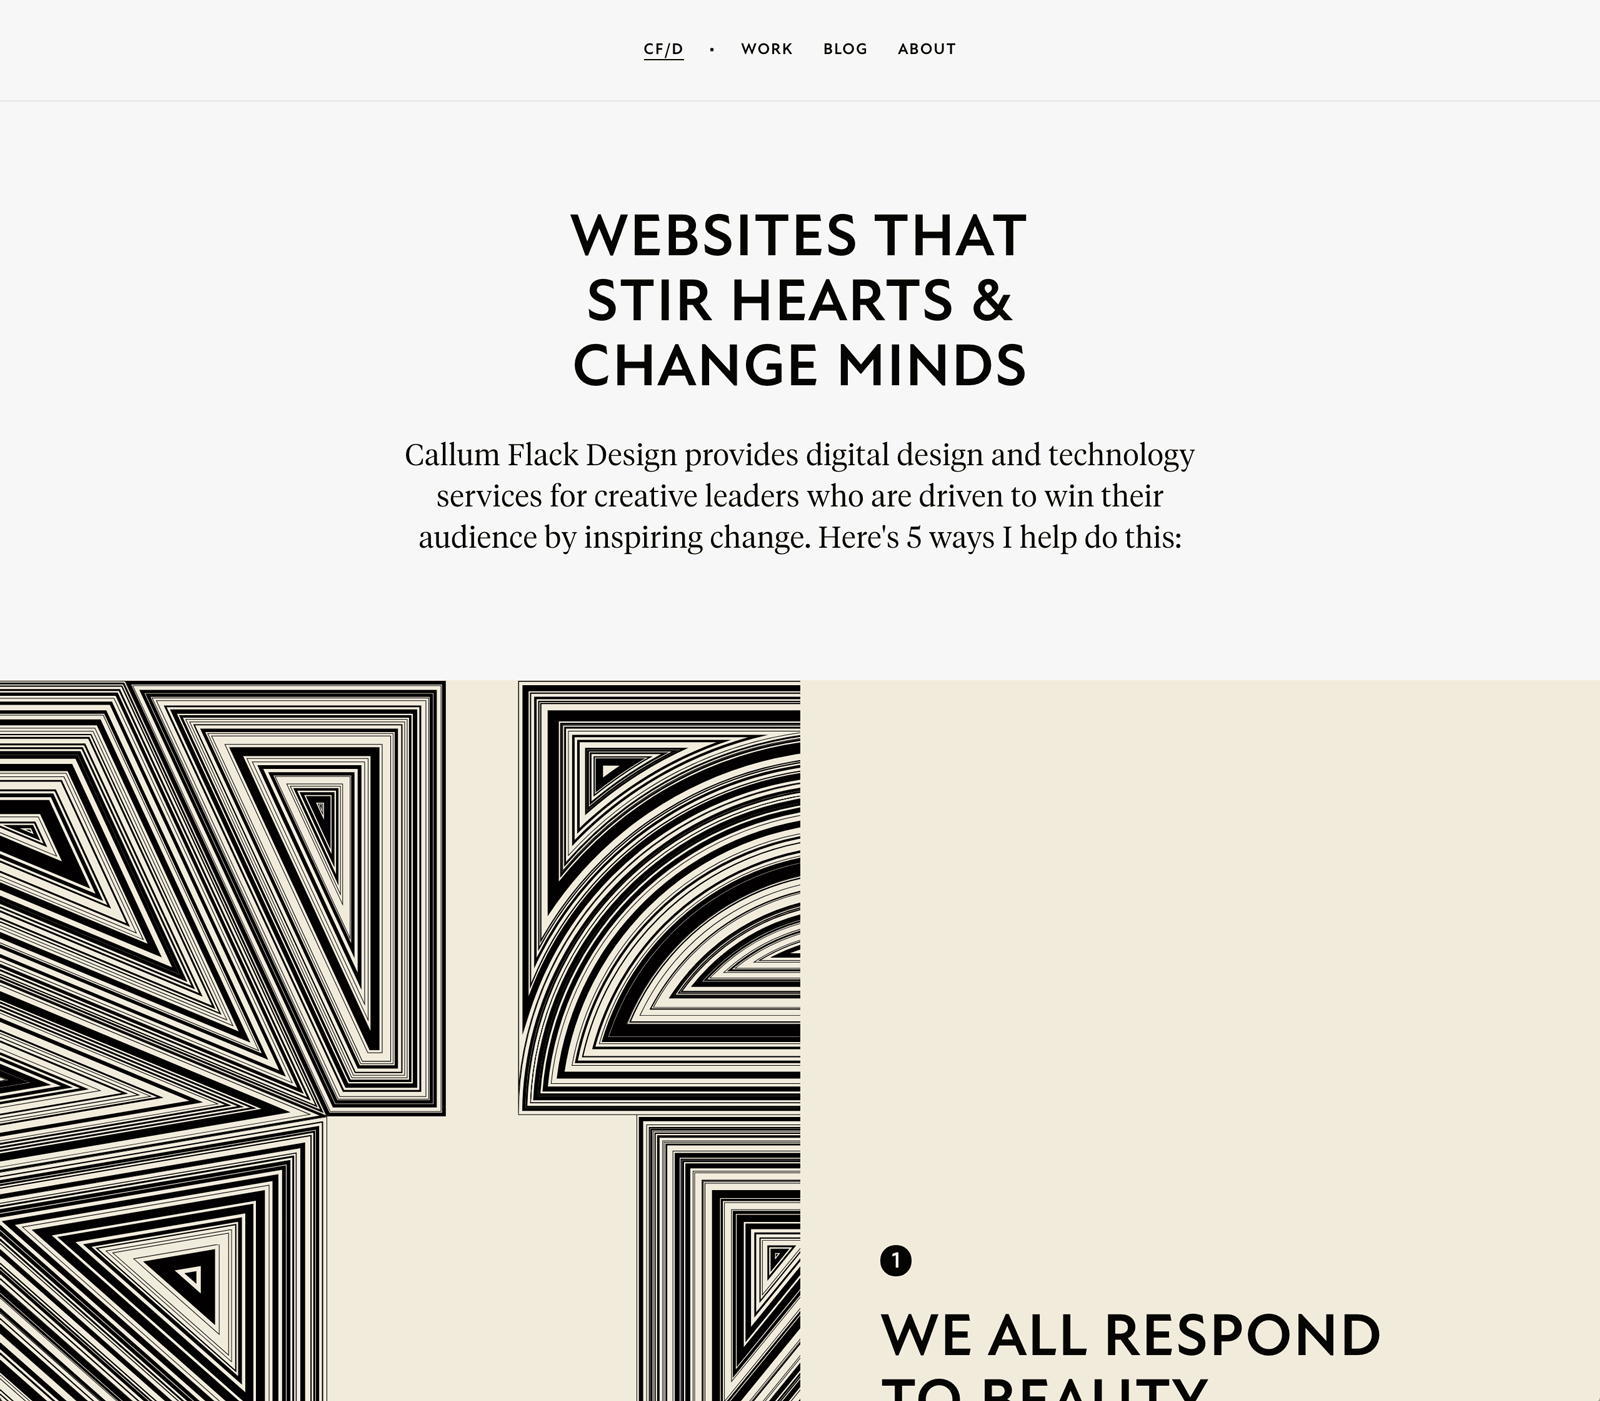 CF/D • WORK BLOG ABOUT
WEBSITES THAT
STIR HEARTS &
CHANGE MINDS
Callum Flack Design provides digital design and technology
services for creative leaders who are driven to win their
audience by inspiring change. Here's 5 ways I help do this:
1
WE ALL RESPOND
TO BEAUTY